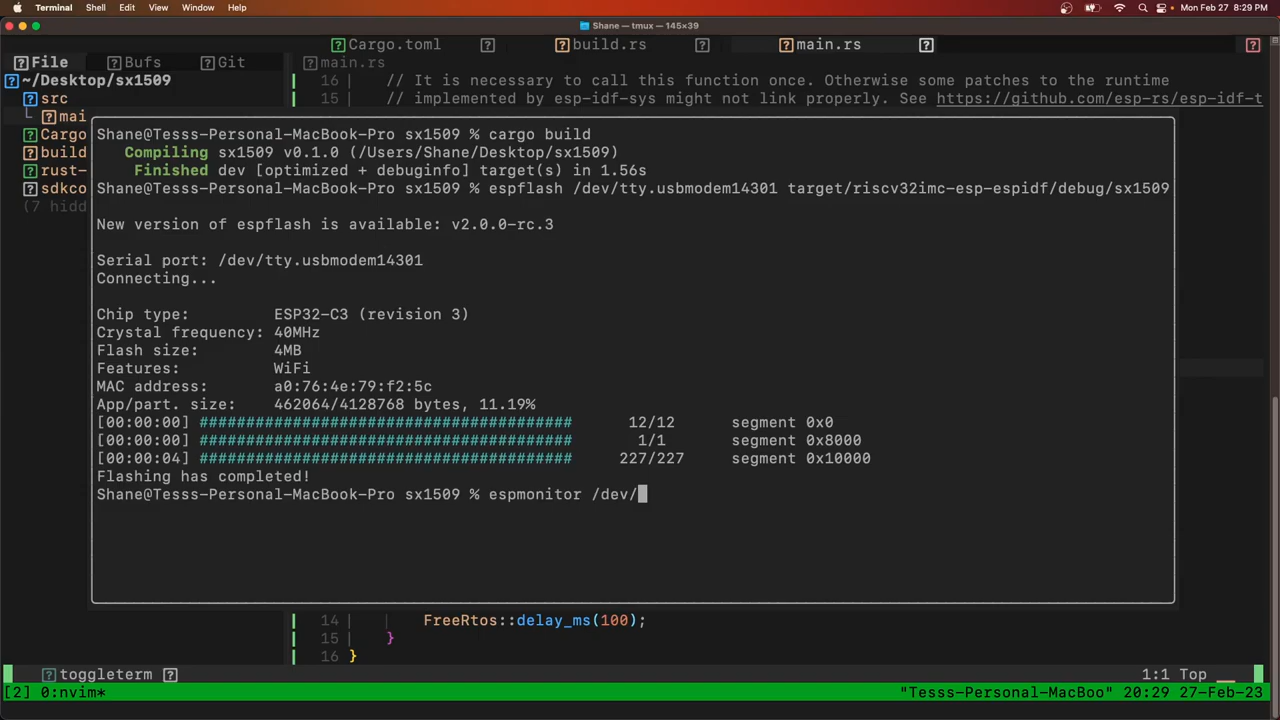 Terminal Shell Edit View Window Help Mon Feb 27 8:29 PM
Shane — tmux — 145×39
Cargo.toml build.rs main.rs
File Bufs Git main.rs
~/Desktop/sx1509 16 // It is necessary to call this function once. Otherwise some patches to the runtime
src 15 // implemented by esp-idf-sys might not link properly. See https://github.com/esp-rs/esp-idf-t
mai
Cargo
build
rust-
sdkco
(7 hidd
Shane@Tesss-Personal-MacBook-Pro sx1509 % cargo build
Compiling sx1509 v0.1.0 (/Users/Shane/Desktop/sx1509)
Finished dev [optimized + debuginfo] target(s) in 1.56s
Shane@Tesss-Personal-MacBook-Pro sx1509 % espflash /dev/tty.usbmodem14301 target/riscv32imc-esp-espidf/debug/sx1509
New version of espflash is available: v2.0.0-rc.3
Serial port: /dev/tty.usbmodem14301
Connecting...
Chip type: ESP32-C3 (revision 3)
Crystal frequency: 40MHz
Flash size: 4MB
Features: WiFi
MAC address: a0:76:4e:79:f2:5c
App/part. size: 462064/4128768 bytes, 11.19%
[00:00:00] ######################################## 12/12 segment 0x0
[00:00:00] ######################################## 1/1 segment 0x8000
[00:00:04] ######################################## 227/227 segment 0x10000
Flashing has completed!
Shane@Tesss-Personal-MacBook-Pro sx1509 % espmonitor /dev/
14 FreeRtos::delay_ms(100);
15 }
16 }
toggleterm 1:1 Top
[2] 0:nvim* "Tesss-Personal-MacBoo" 20:29 27-Feb-23